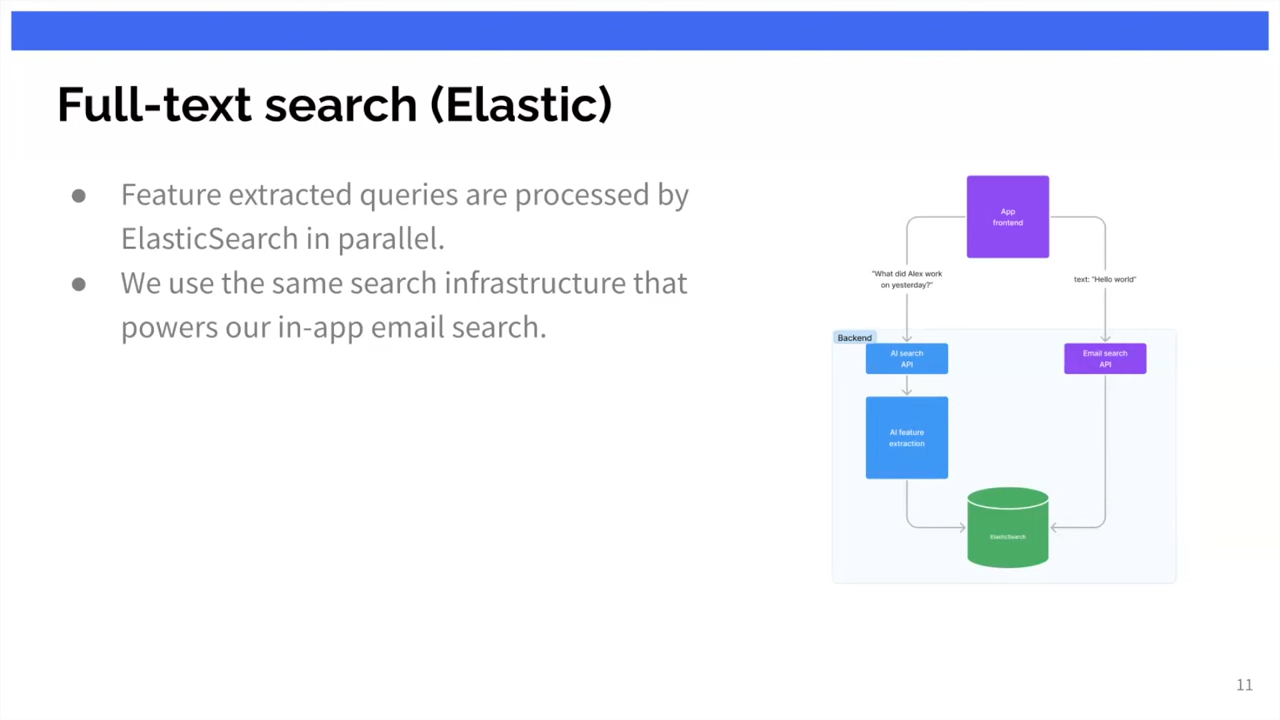 Full-text search (Elastic)
● Feature extracted queries are processed by
ElasticSearch in parallel.
● We use the same search infrastructure that
powers our in-app email search.
App
frontend
"What did Alex work
on yesterday?"
text: "Hello world"
Backend
AI search
API
Email search
API
AI feature
extraction
ElasticSearch
11